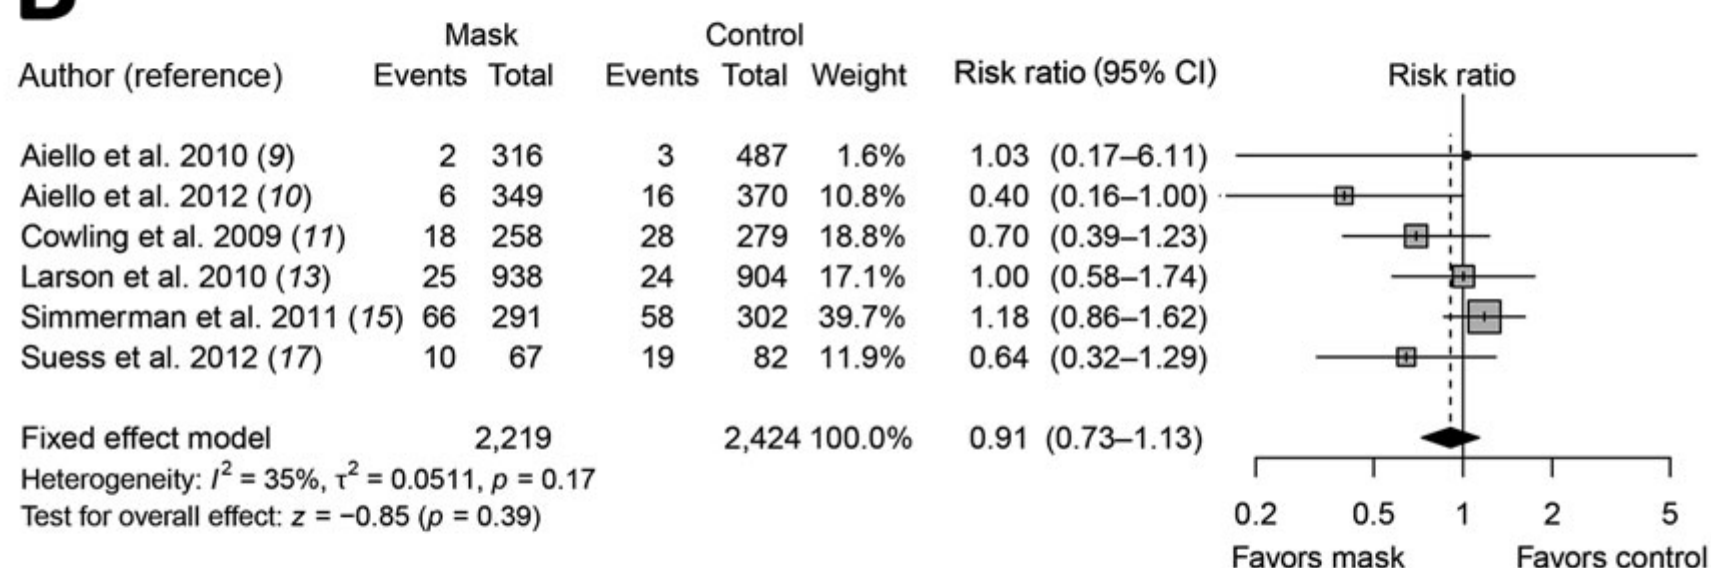 Mask Control
Author (reference) Events Total Events Total Weight Risk ratio (95% CI) Risk ratio
Aiello et al. 2010 (9) 2 316 3 487 1.6% 1.03 (0.17–6.11)
Aiello et al. 2012 (10) 6 349 16 370 10.8% 0.40 (0.16–1.00)
Cowling et al. 2009 (11) 18 258 28 279 18.8% 0.70 (0.39–1.23)
Larson et al. 2010 (13) 25 938 24 904 17.1% 1.00 (0.58–1.74)
Simmerman et al. 2011 (15) 66 291 58 302 39.7% 1.18 (0.86–1.62)
Suess et al. 2012 (17) 10 67 19 82 11.9% 0.64 (0.32–1.29)
Fixed effect model 2,219 2,424 100.0% 0.91 (0.73–1.13)
Heterogeneity: I² = 35%, τ² = 0.0511, p = 0.17
Test for overall effect: z = −0.85 (p = 0.39)
0.2 0.5 1 2 5
Favors mask Favors control